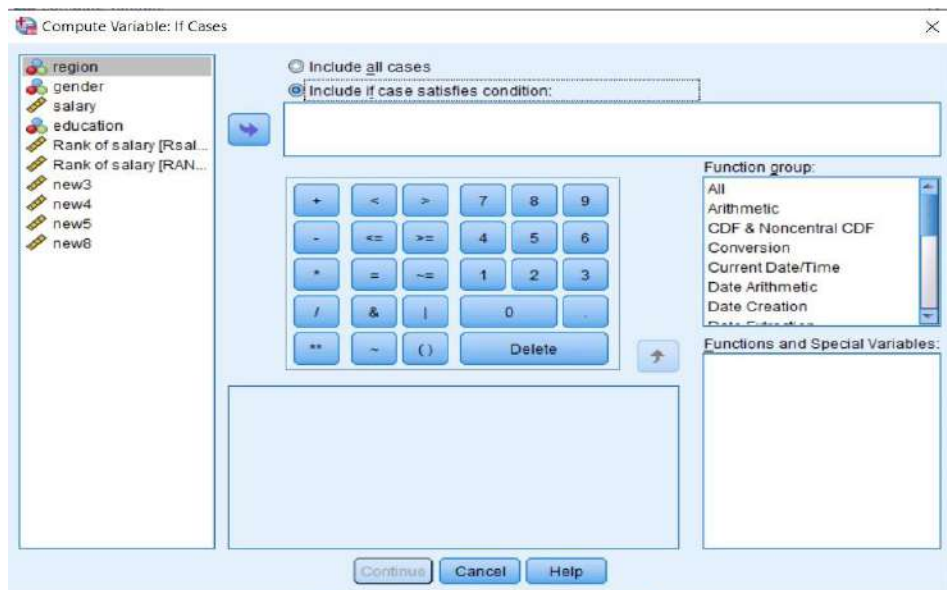 Compute Variable: If Cases
region
gender
salary
education
Rank of salary [Rsal...
Rank of salary [RAN...
new3
new4
new5
new8
Include all cases
Include if case satisfies condition:
+ < > 7 8 9
- <= >= 4 5 6
* = ~= 1 2 3
/ & | 0 .
** ~ ( ) Delete
Function group:
All
Arithmetic
CDF & Noncentral CDF
Conversion
Current Date/Time
Date Arithmetic
Date Creation
Functions and Special Variables:
Continue Cancel Help